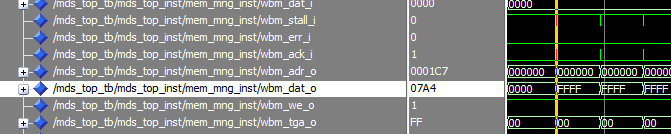 /mds_top_tb/mds_top_inst/mem_mng_inst/wbm_dat_i 0000 0000
/mds_top_tb/mds_top_inst/mem_mng_inst/wbm_stall_i 0
/mds_top_tb/mds_top_inst/mem_mng_inst/wbm_err_i 0
/mds_top_tb/mds_top_inst/mem_mng_inst/wbm_ack_i 1
/mds_top_tb/mds_top_inst/mem_mng_inst/wbm_adr_o 0001C7 000000 000000 000000 00000
/mds_top_tb/mds_top_inst/mem_mng_inst/wbm_dat_o 07A4 0000 FFFF FFFF FFFF
/mds_top_tb/mds_top_inst/mem_mng_inst/wbm_we_o 1
/mds_top_tb/mds_top_inst/mem_mng_inst/wbm_tga_o FF 00 00 00 00